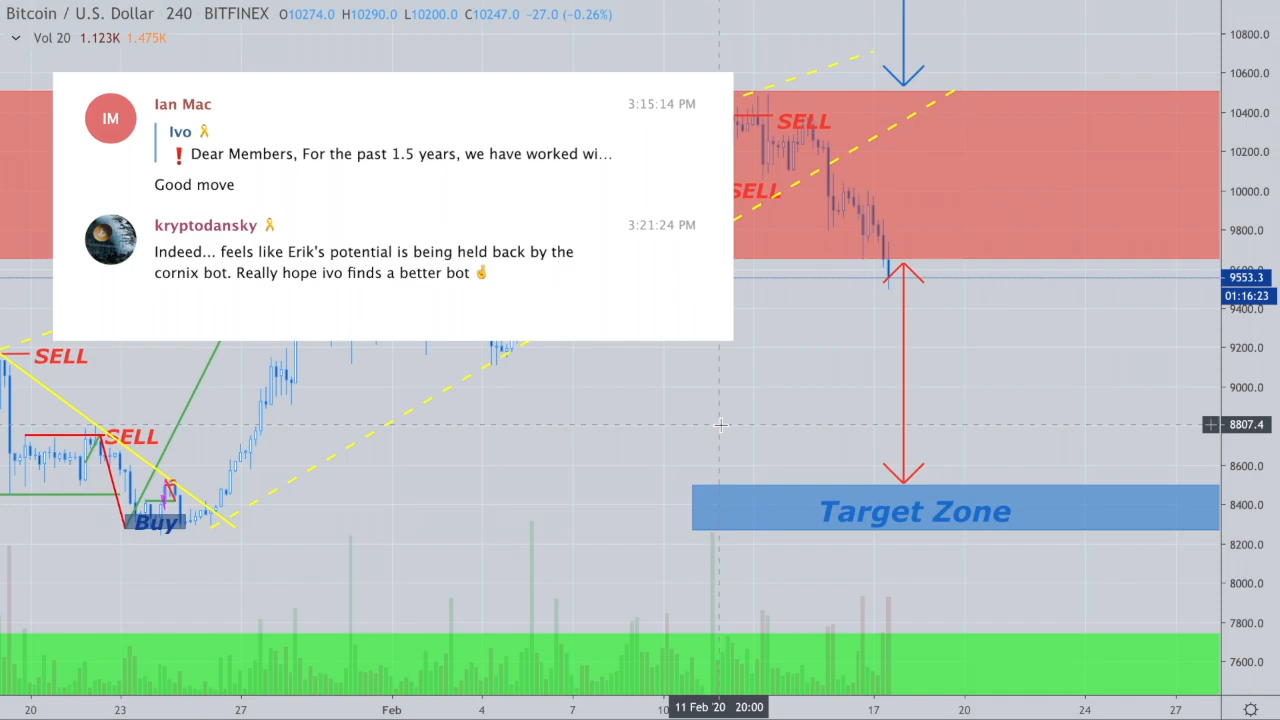 Bitcoin / U.S. Dollar 240 BITFINEX O10274.0 H10290.0 L10200.0 C10247.0 −27.0 (−0.26%)
Vol 20 1.123K 1.475K
Ian Mac 3:15:14 PM
IM
Ivo
Dear Members, For the past 1.5 years, we have worked wi...
Good move
kryptodansky 3:21:24 PM
Indeed... feels like Erik's potential is being held back by the
cornix bot. Really hope ivo finds a better bot
SELL
SELL
SELL
SELL
Buy
Target Zone
10800.0
10600.0
10400.0
10200.0
10000.0
9800.0
9553.3
01:16:23
9400.0
9200.0
9000.0
8807.4
8600.0
8400.0
8200.0
8000.0
7800.0
7600.0
20 23 27 Feb 4 7 10 11 Feb '20 20:00 17 20 24 27